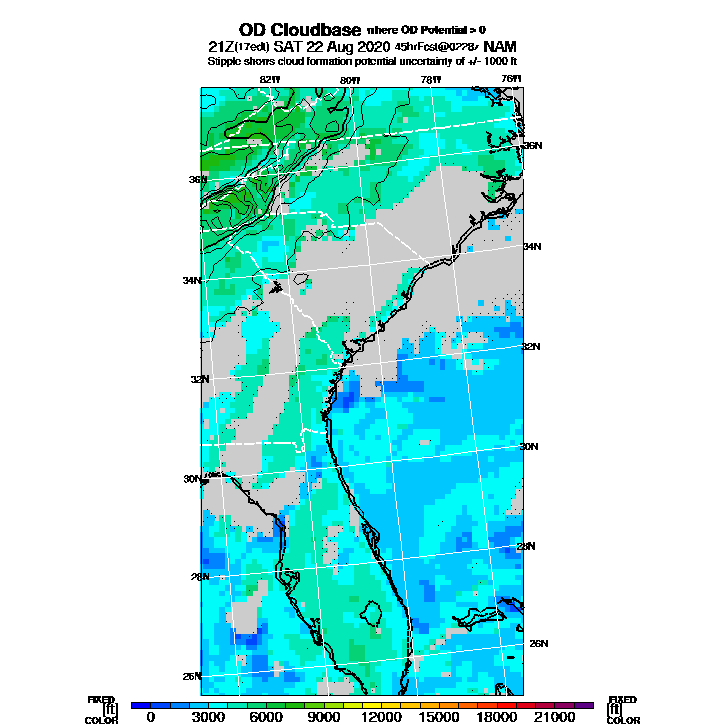 OD Cloudbase where OD Potential > 0
21Z(17edt) SAT 22 Aug 2020 45hrFcst@0228z NAM
Stipple shows cloud formation potential uncertainty of +/- 1000 ft
82W 80W 78W 76W
36N 36N
34N 34N
32N 32N
30N 30N
28N 28N
26N 26N
FIXED FIXED
[ft] [ft]
COLOR COLOR
0 3000 6000 9000 12000 15000 18000 21000